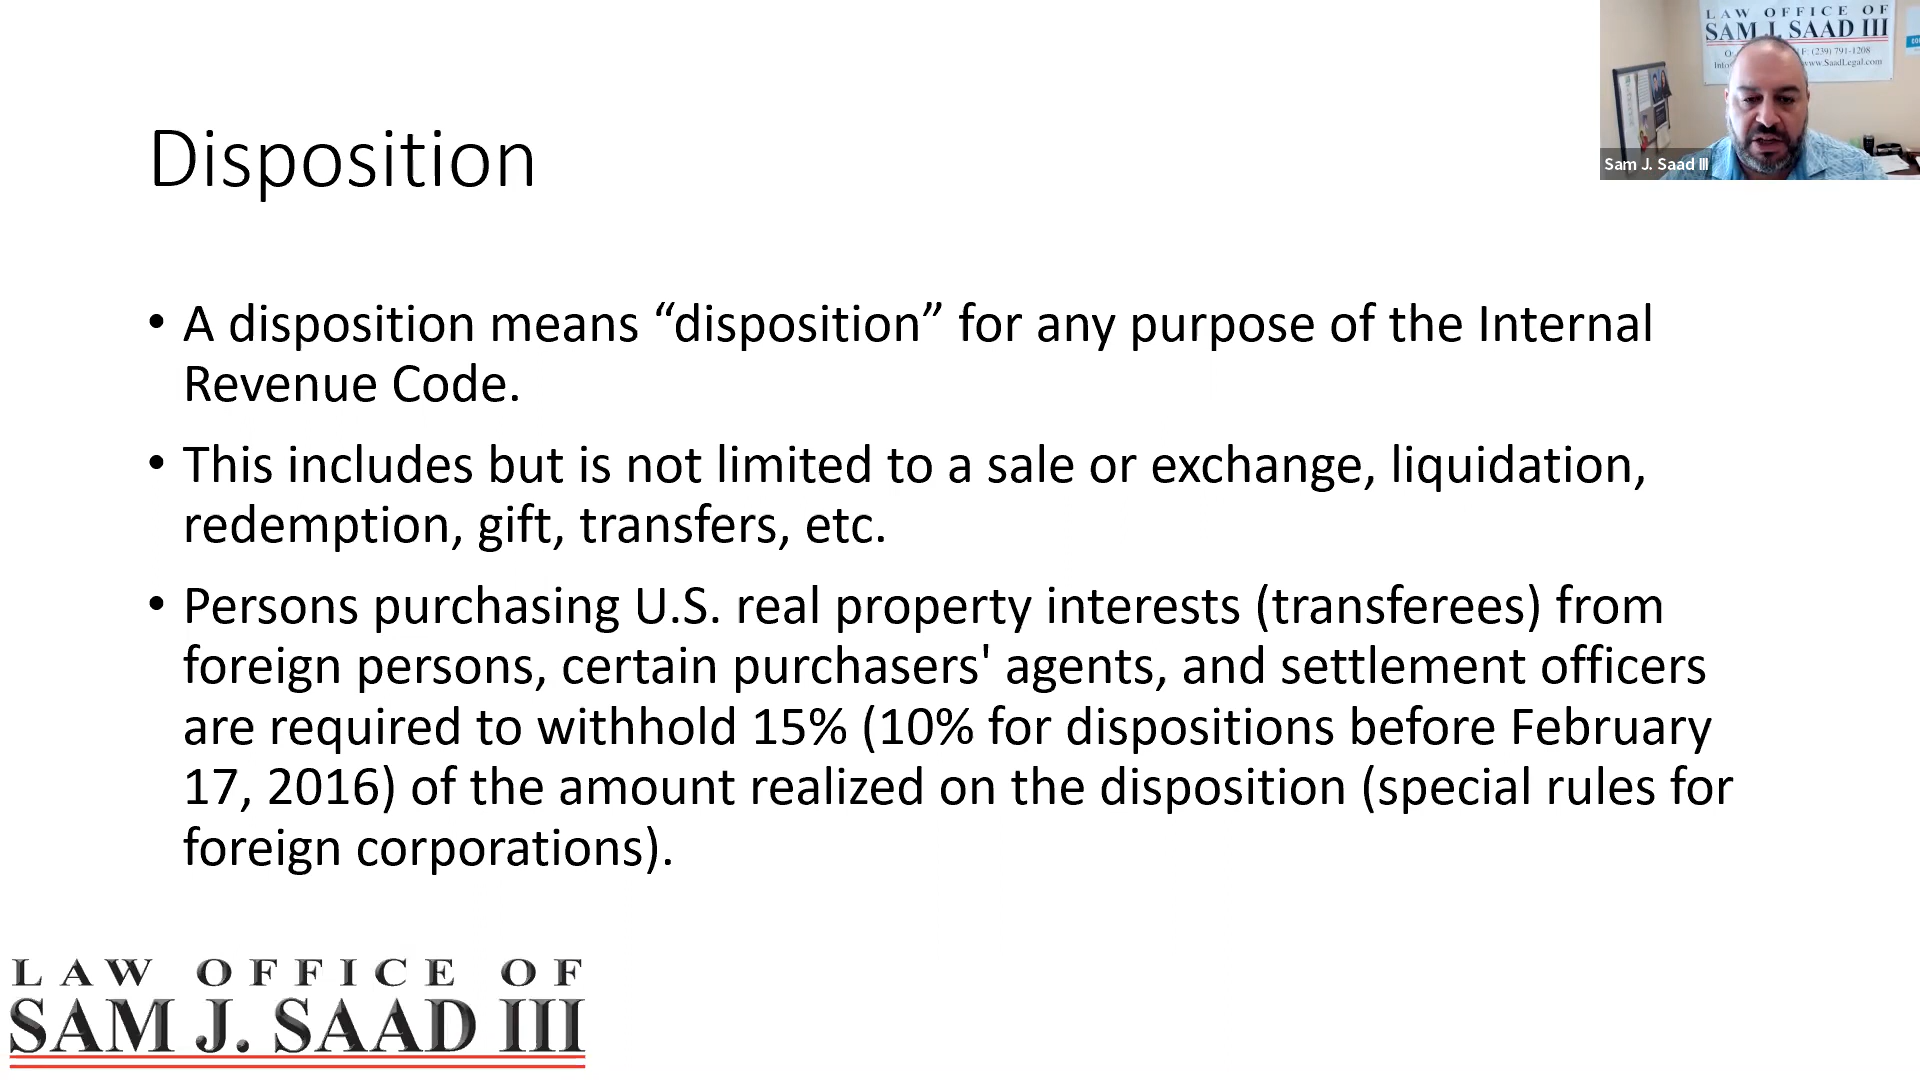 Disposition
• A disposition means “disposition” for any purpose of the Internal
Revenue Code.
• This includes but is not limited to a sale or exchange, liquidation,
redemption, gift, transfers, etc.
• Persons purchasing U.S. real property interests (transferees) from
foreign persons, certain purchasers' agents, and settlement officers
are required to withhold 15% (10% for dispositions before February
17, 2016) of the amount realized on the disposition (special rules for
foreign corporations).
LAW OFFICE OF
SAM J. SAAD III
LAW OFFICE OF
SAM J. SAAD III
F: (239) 791-1208
www.SaadLegal.com
Sam J. Saad III